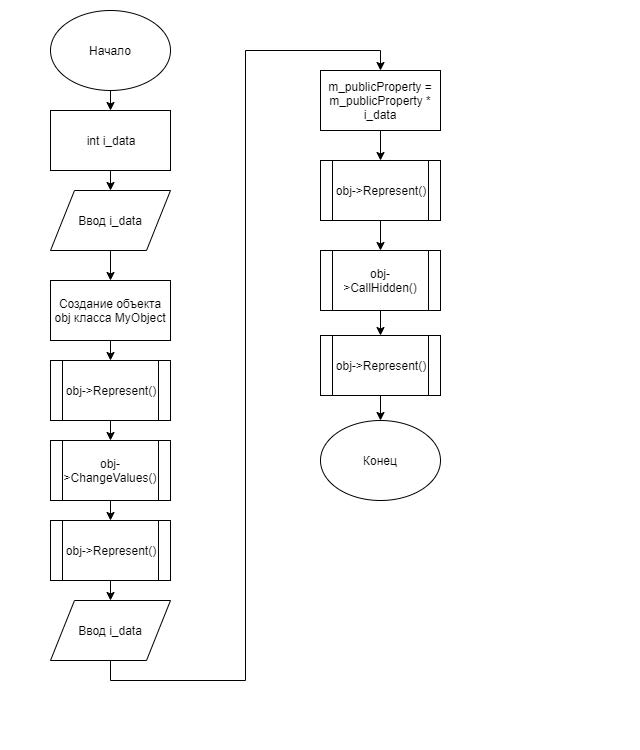 Начало
int i_data
Ввод i_data
Создание объекта
obj класса MyObject
obj->Represent()
obj-
>ChangeValues()
obj->Represent()
Ввод i_data
m_publicProperty =
m_publicProperty *
i_data
obj->Represent()
obj-
>CallHidden()
obj->Represent()
Конец